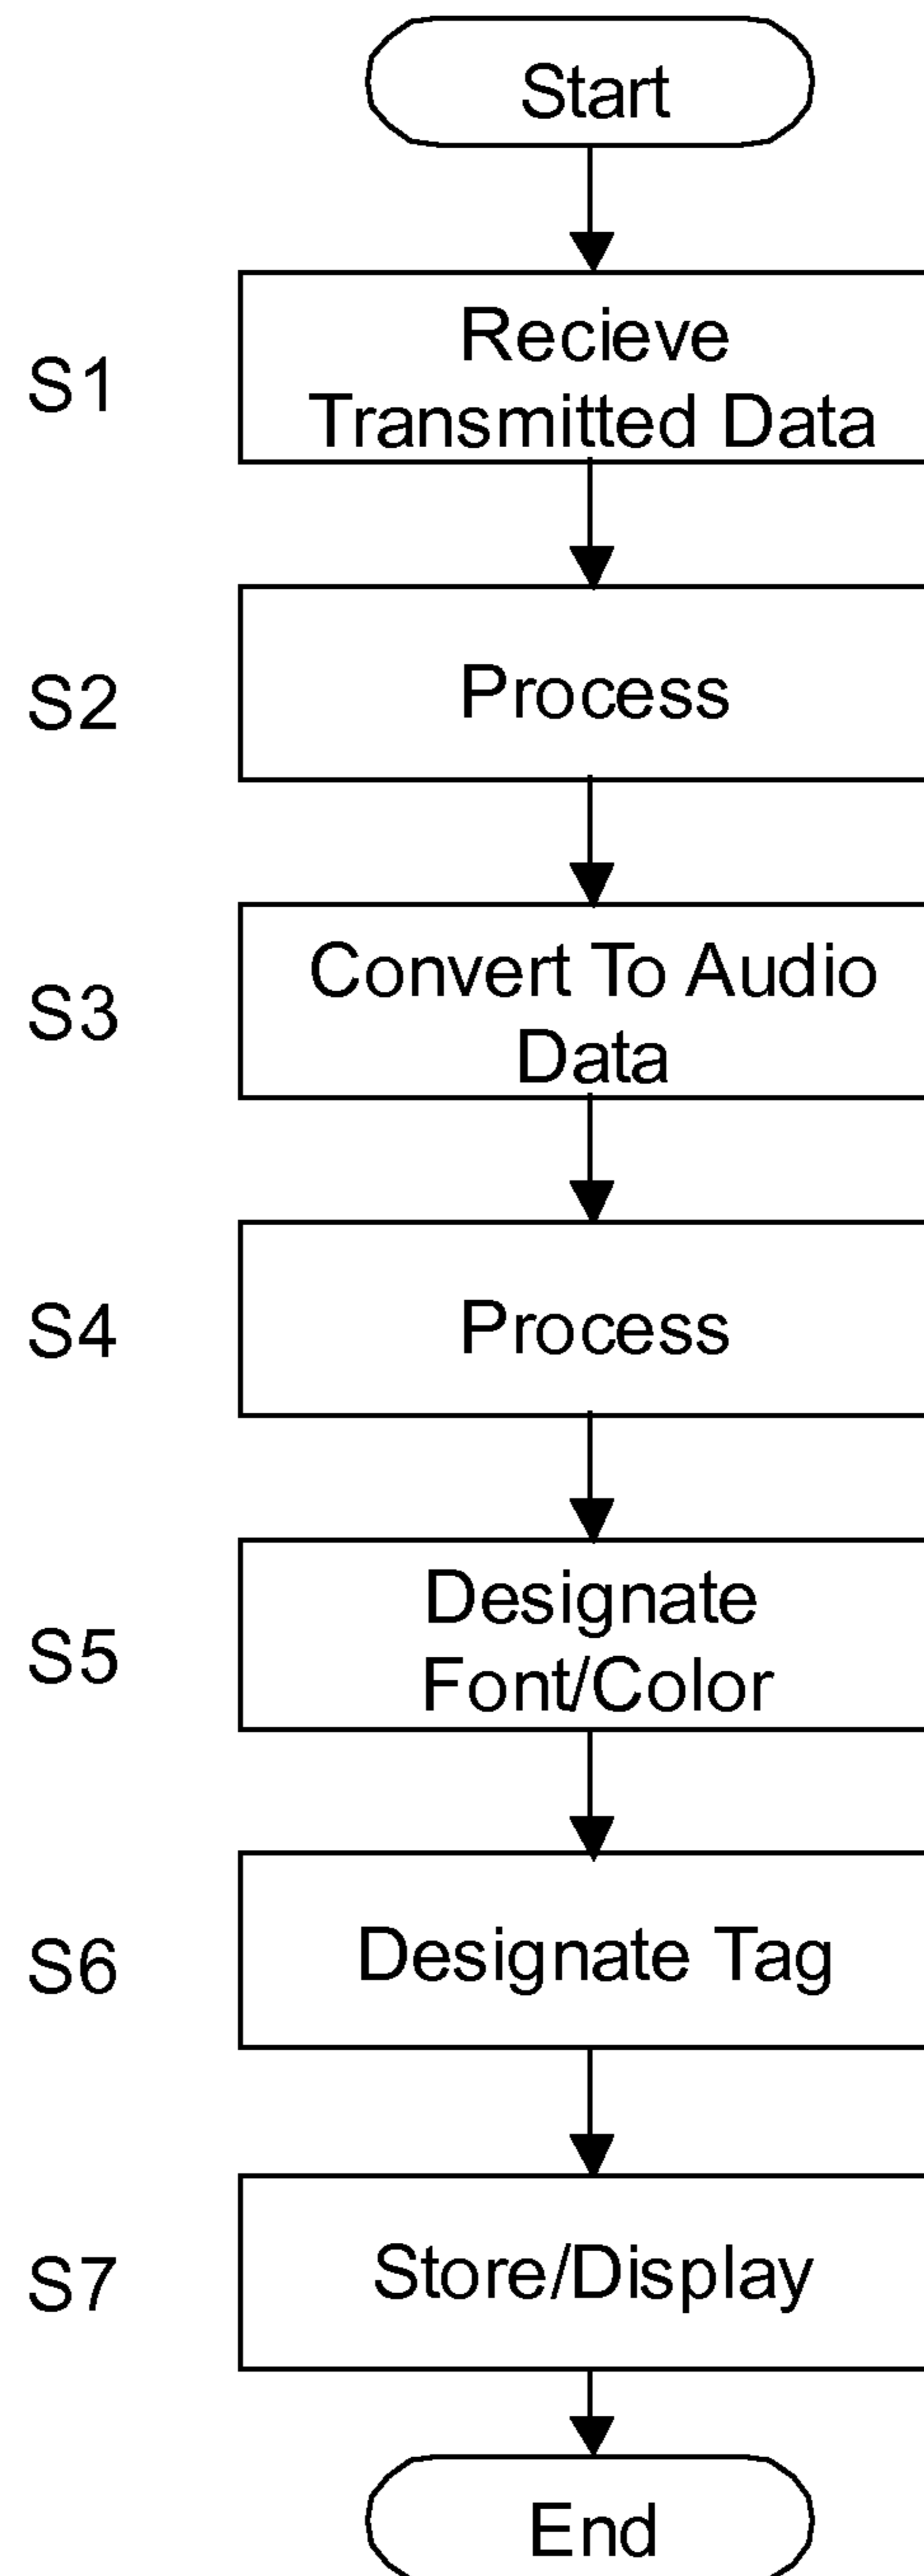 Start
S1
Recieve
Transmitted Data
S2
Process
S3
Convert To Audio
Data
S4
Process
S5
Designate
Font/Color
S6
Designate Tag
S7
Store/Display
End